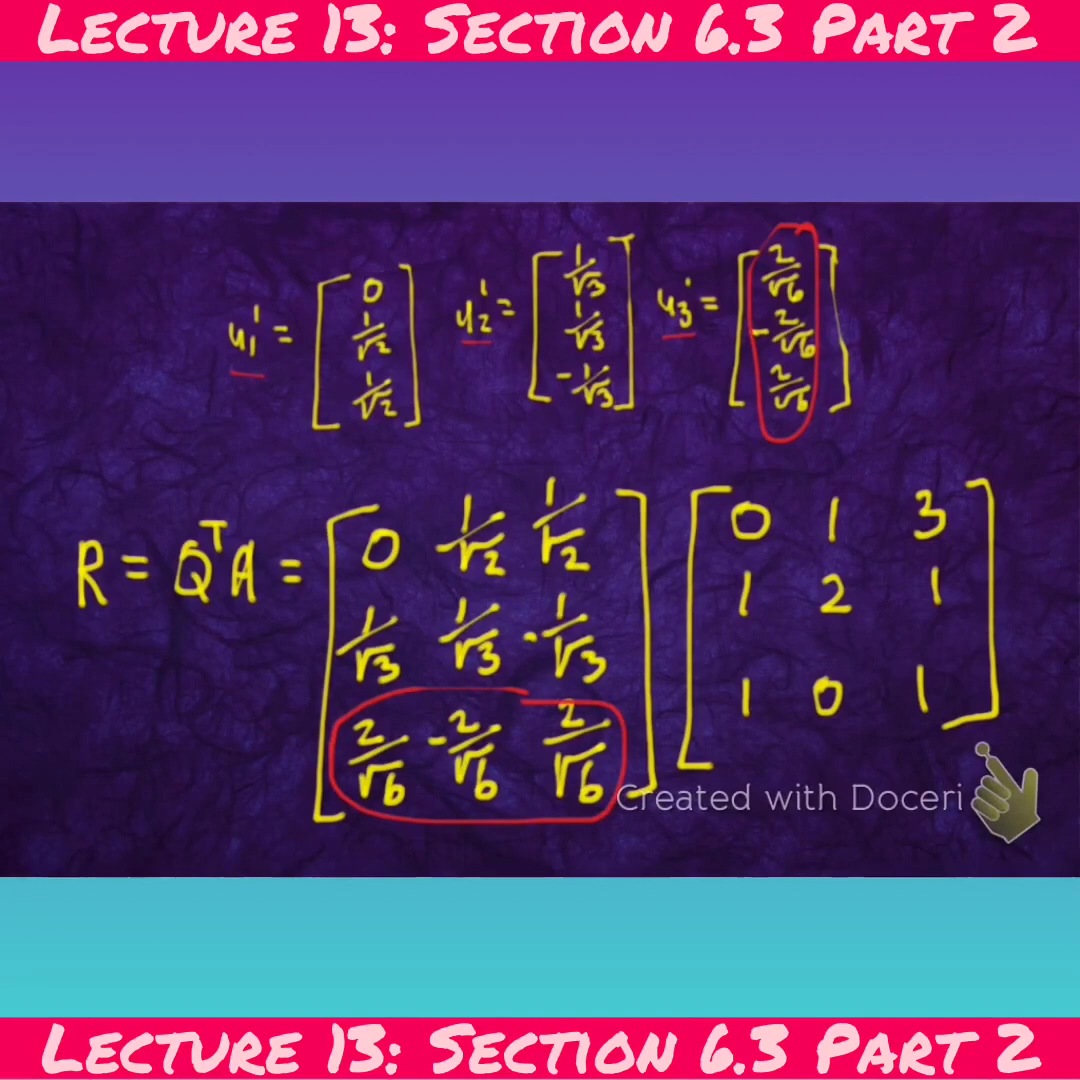 LECTURE 13: SECTION 6.3 PART 2
u₁' = [0 1/√2 1/√2] u₂' = [1/√3 1/√3 -1/√3] u₃' = [2/√6 -2/√6 2/√6]
R = QᵀA = [0 1/√2 1/√2 [0 1 3
1/√3 1/√3 -1/√3 1 2 1
2/√6 -2/√6 2/√6] 1 0 1]
Created with Doceri
LECTURE 13: SECTION 6.3 PART 2